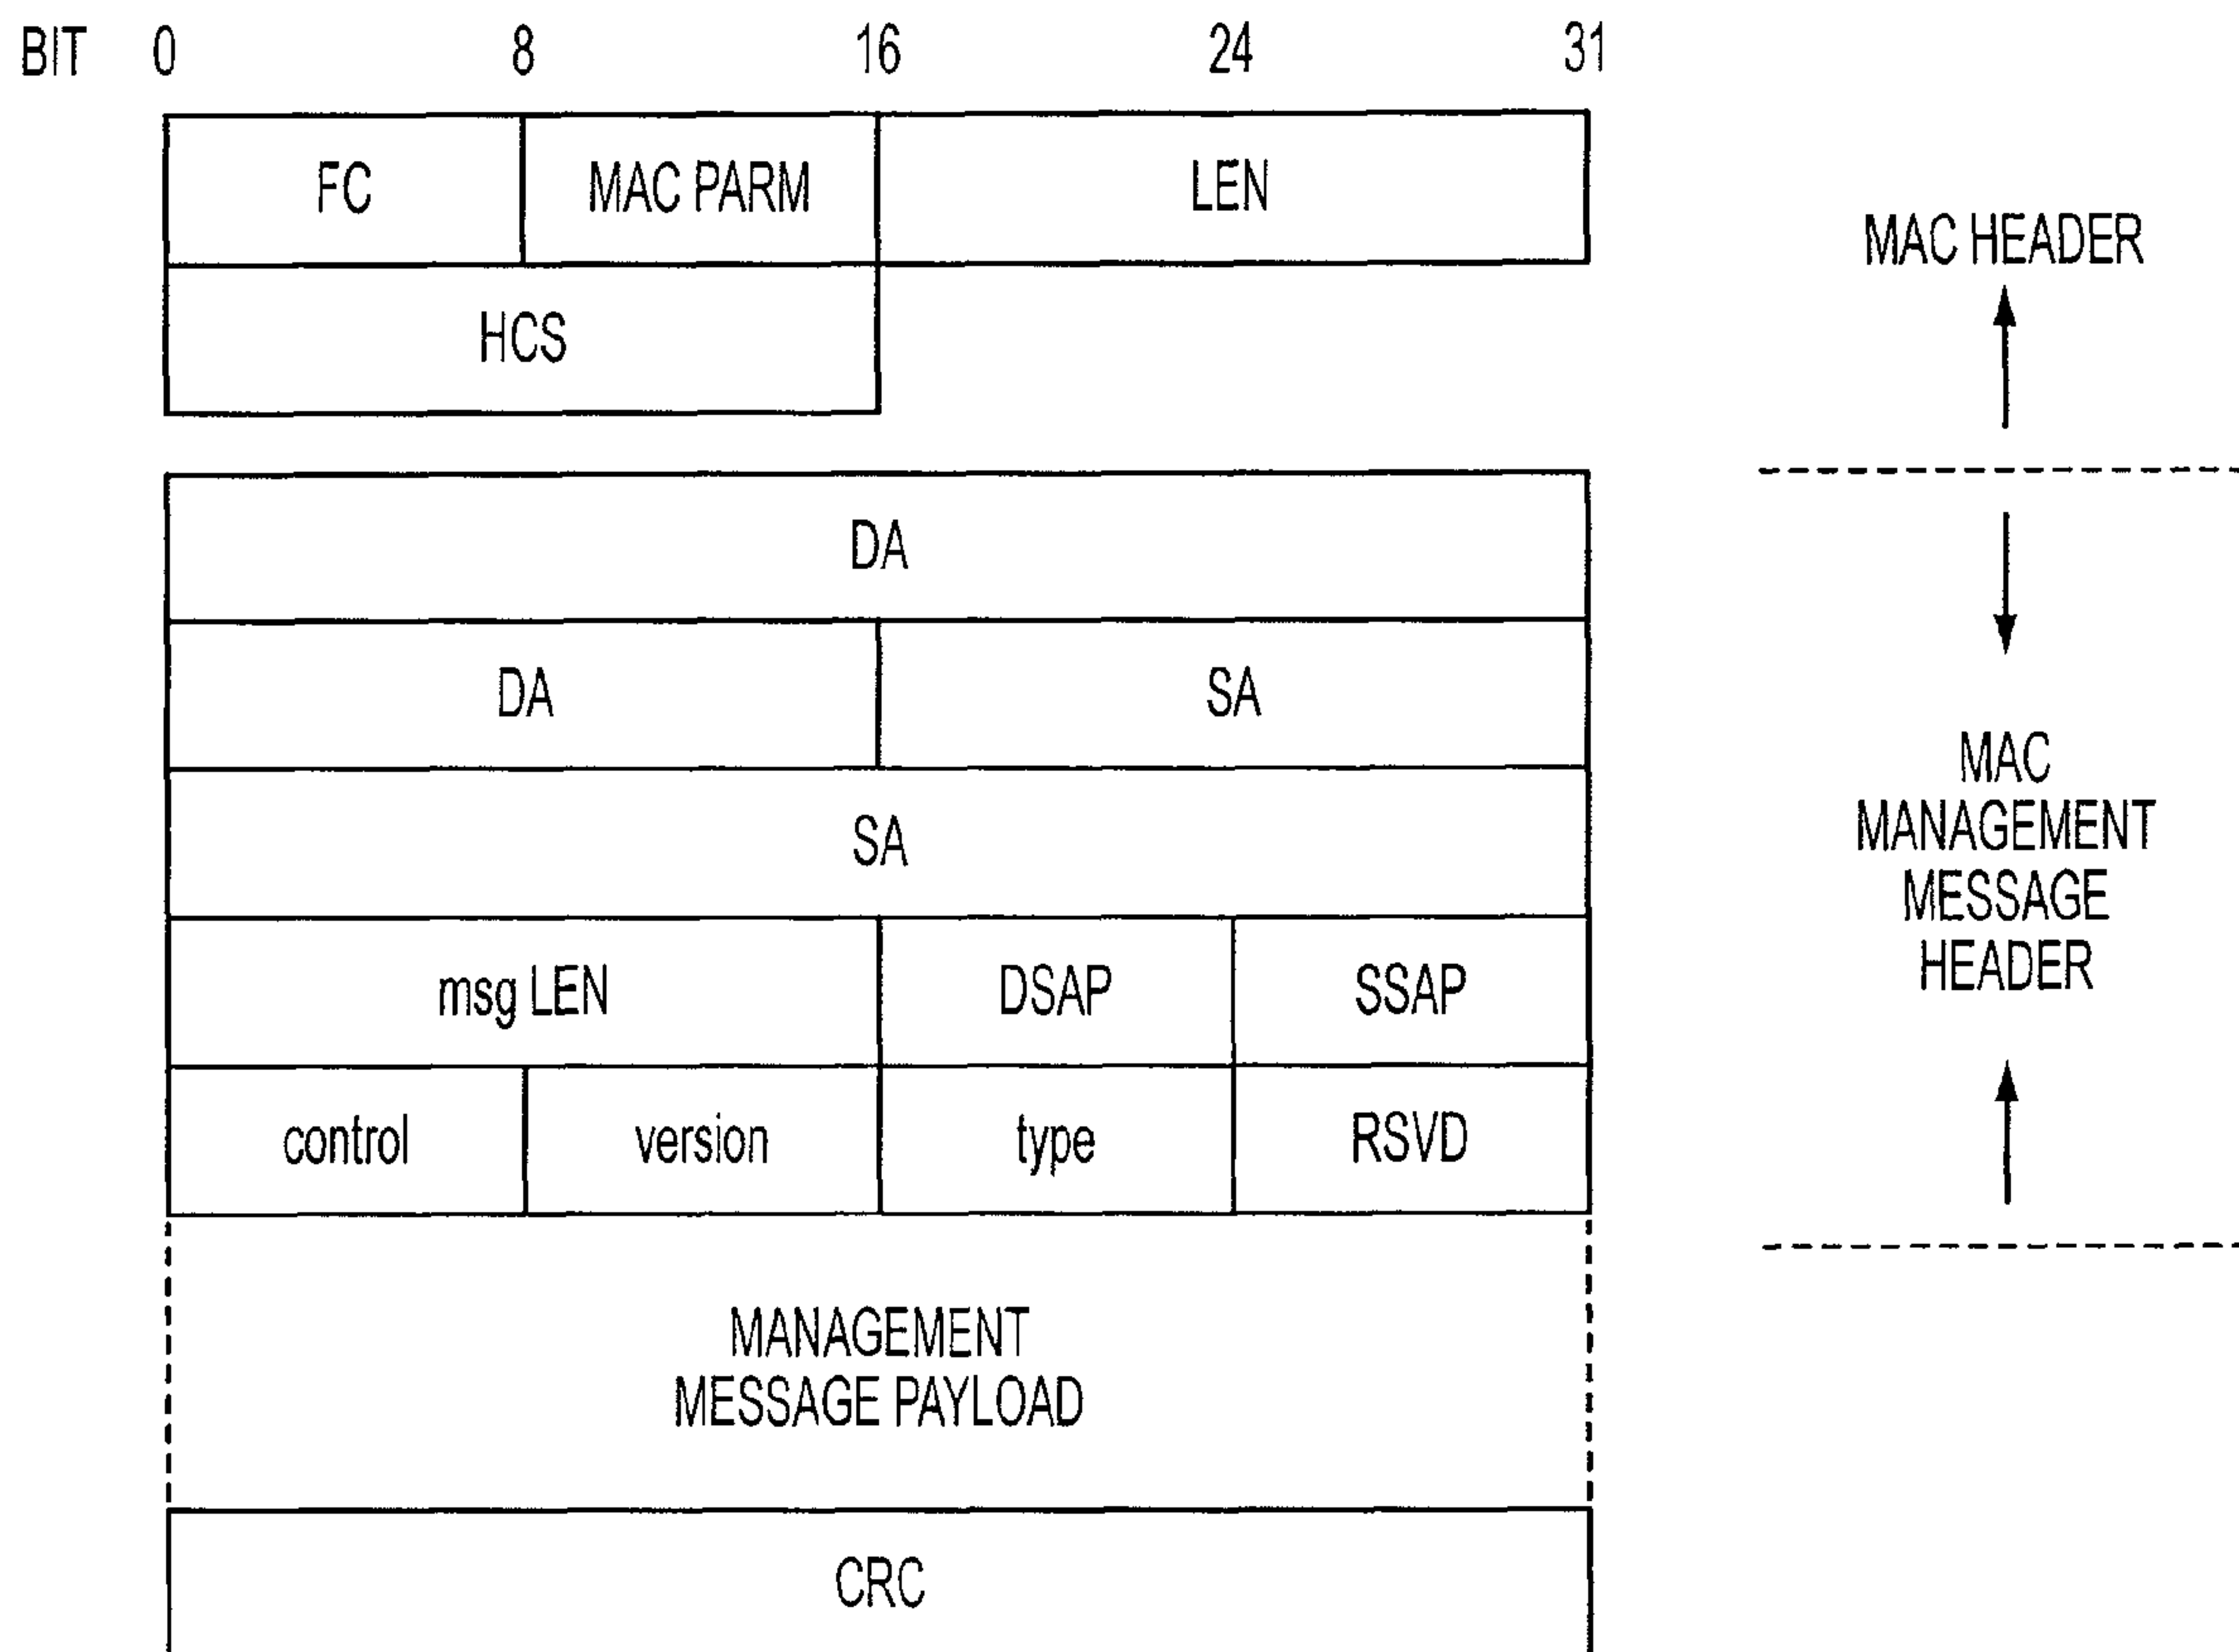 BIT 0 8 16 24 31
FC MAC PARM LEN
MAC HEADER
HCS
DA
DA SA
SA
MAC
MANAGEMENT
MESSAGE
HEADER
msg LEN DSAP SSAP
control version type RSVD
MANAGEMENT
MESSAGE PAYLOAD
CRC